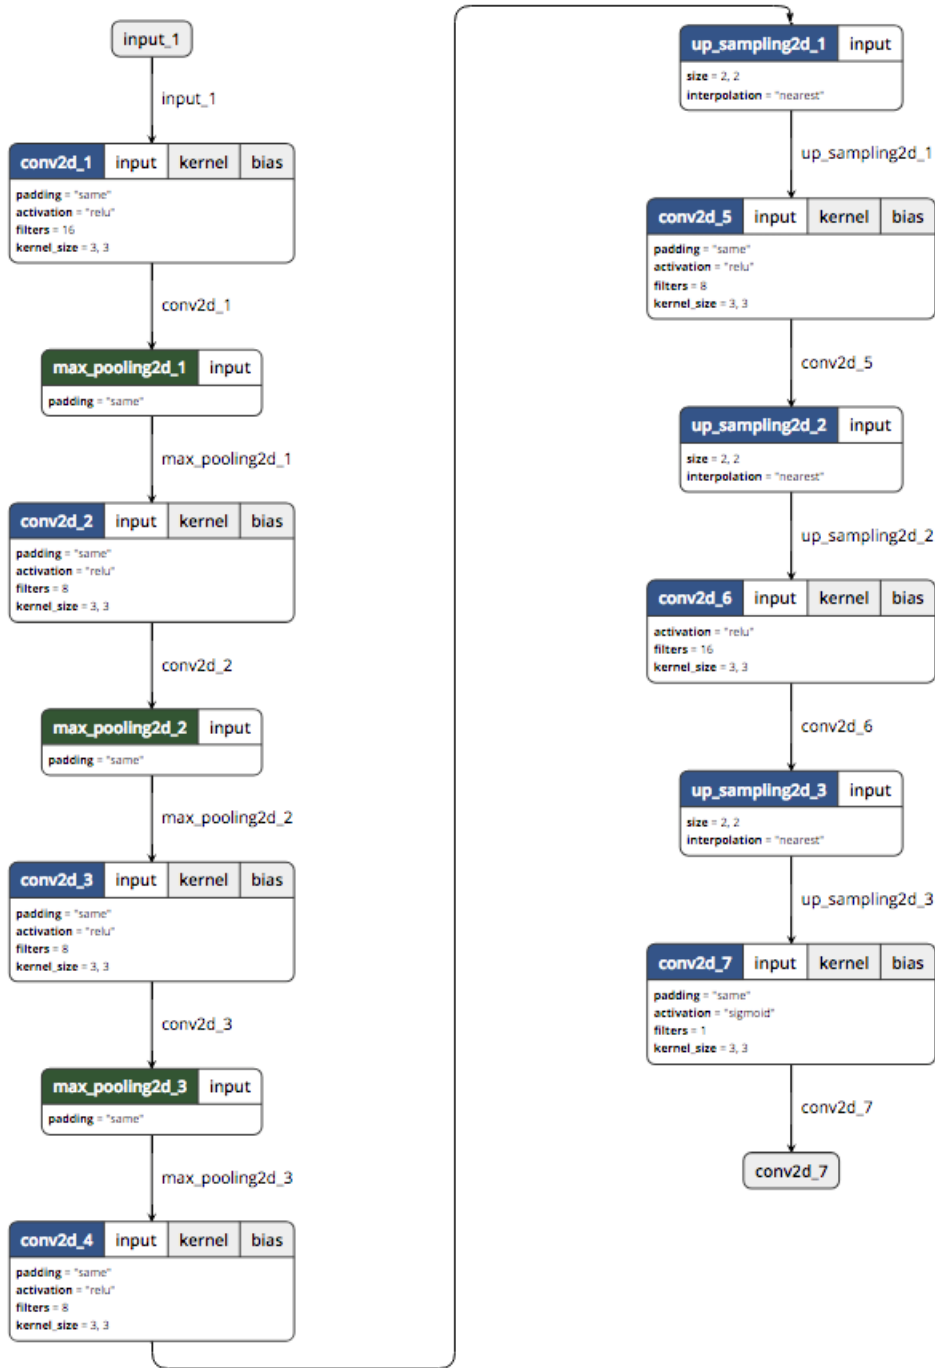 input_1
input_1
conv2d_1 input kernel bias
padding = "same"
activation = "relu"
filters = 16
kernel_size = 3, 3
conv2d_1
max_pooling2d_1 input
padding = "same"
max_pooling2d_1
conv2d_2 input kernel bias
padding = "same"
activation = "relu"
filters = 8
kernel_size = 3, 3
conv2d_2
max_pooling2d_2 input
padding = "same"
max_pooling2d_2
conv2d_3 input kernel bias
padding = "same"
activation = "relu"
filters = 8
kernel_size = 3, 3
conv2d_3
max_pooling2d_3 input
padding = "same"
max_pooling2d_3
conv2d_4 input kernel bias
padding = "same"
activation = "relu"
filters = 8
kernel_size = 3, 3
up_sampling2d_1 input
size = 2, 2
interpolation = "nearest"
up_sampling2d_1
conv2d_5 input kernel bias
padding = "same"
activation = "relu"
filters = 8
kernel_size = 3, 3
conv2d_5
up_sampling2d_2 input
size = 2, 2
interpolation = "nearest"
up_sampling2d_2
conv2d_6 input kernel bias
activation = "relu"
filters = 16
kernel_size = 3, 3
conv2d_6
up_sampling2d_3 input
size = 2, 2
interpolation = "nearest"
up_sampling2d_3
conv2d_7 input kernel bias
padding = "same"
activation = "sigmoid"
filters = 1
kernel_size = 3, 3
conv2d_7
conv2d_7